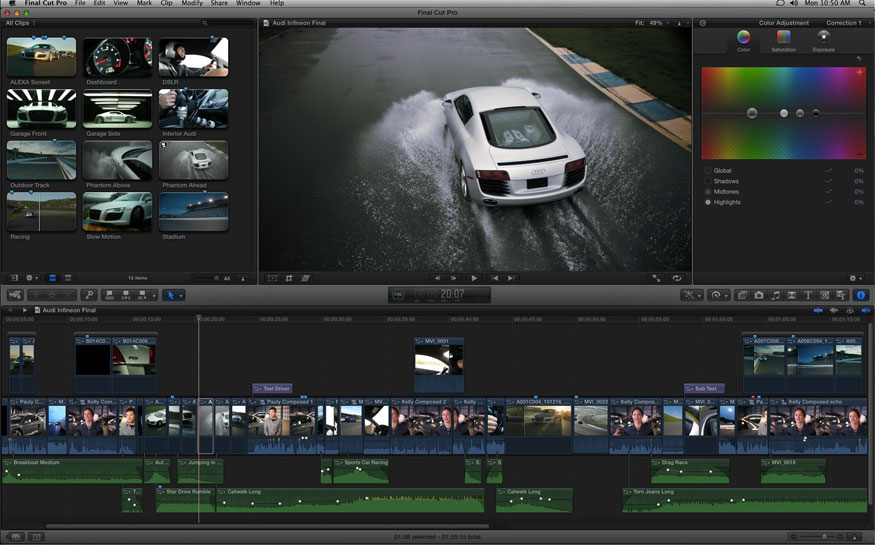 Final Cut Pro File Edit View Mark Clip Modify Share Window Help Mon 10:50 AM
Final Cut Pro
All Clips
Audi Infineon Final Fit: 49%
Color Adjustment Correction 1
Color Saturation Exposure
ALEXA Sunset Dashboard DSLR
Garage Front Garage Side Interior Audi
Outdoor Track Phantom Above Phantom Ahead
Racing Slow Motion Stadium
Global 0%
Shadows 0%
Midtones 0%
Highlights 0%
12 items All
100 20:07
Audi Infineon Final
00:00:05:00 00:00:10:00 00:00:15:00 00:00:20:00 00:00:25:00 00:00:30:00 00:00:35:00 00:00:40:00 00:00:45:00 00:00:50:00 00:00:55:00 00:01:00:00 00:01:05:00 00:01:10:00
B014C0... B014C006 MVI_0001 A007C008... A008C004_1... A00...
Test Driver Sub Text
Pauly C... M... Kelly Com... P... A... A... Pauly Composed 1 M... Kelly Composed 2 Kelly ... A001C004_101216 MVI_0023 Kelly Compose... M... MVI_0... Pa... Kelly Composed echo
Breakbeat Medium Aut... Jumping in ... Sports Car Racing S... S Drag Race MVI_0018
T... Star Drive Rumble Catwalk Long Catwalk Long Torn Jeans Long
01:08 selected - 01:55:15 total